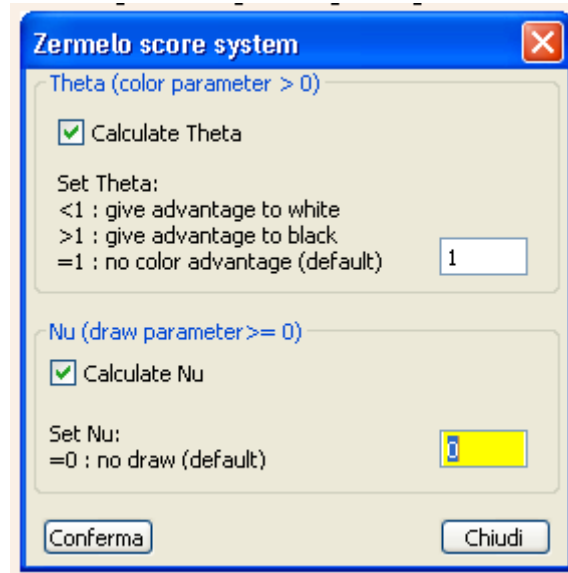 Zermelo score system
Theta (color parameter > 0)
Calculate Theta
Set Theta:
<1 : give advantage to white
>1 : give advantage to black
=1 : no color advantage (default)
1
Nu (draw parameter>= 0)
Calculate Nu
Set Nu:
=0 : no draw (default)
0
Conferma
Chiudi